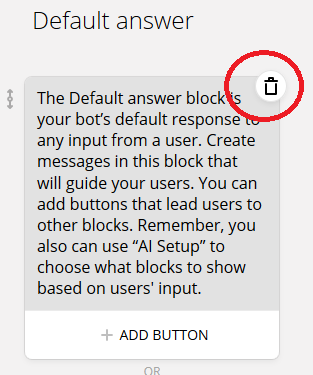 Default answer
The Default answer block is
your bot’s default response to
any input from a user. Create
messages in this block that
will guide your users. You can
add buttons that lead users to
other blocks. Remember, you
also can use “AI Setup” to
choose what blocks to show
based on users' input.
+ ADD BUTTON
OR